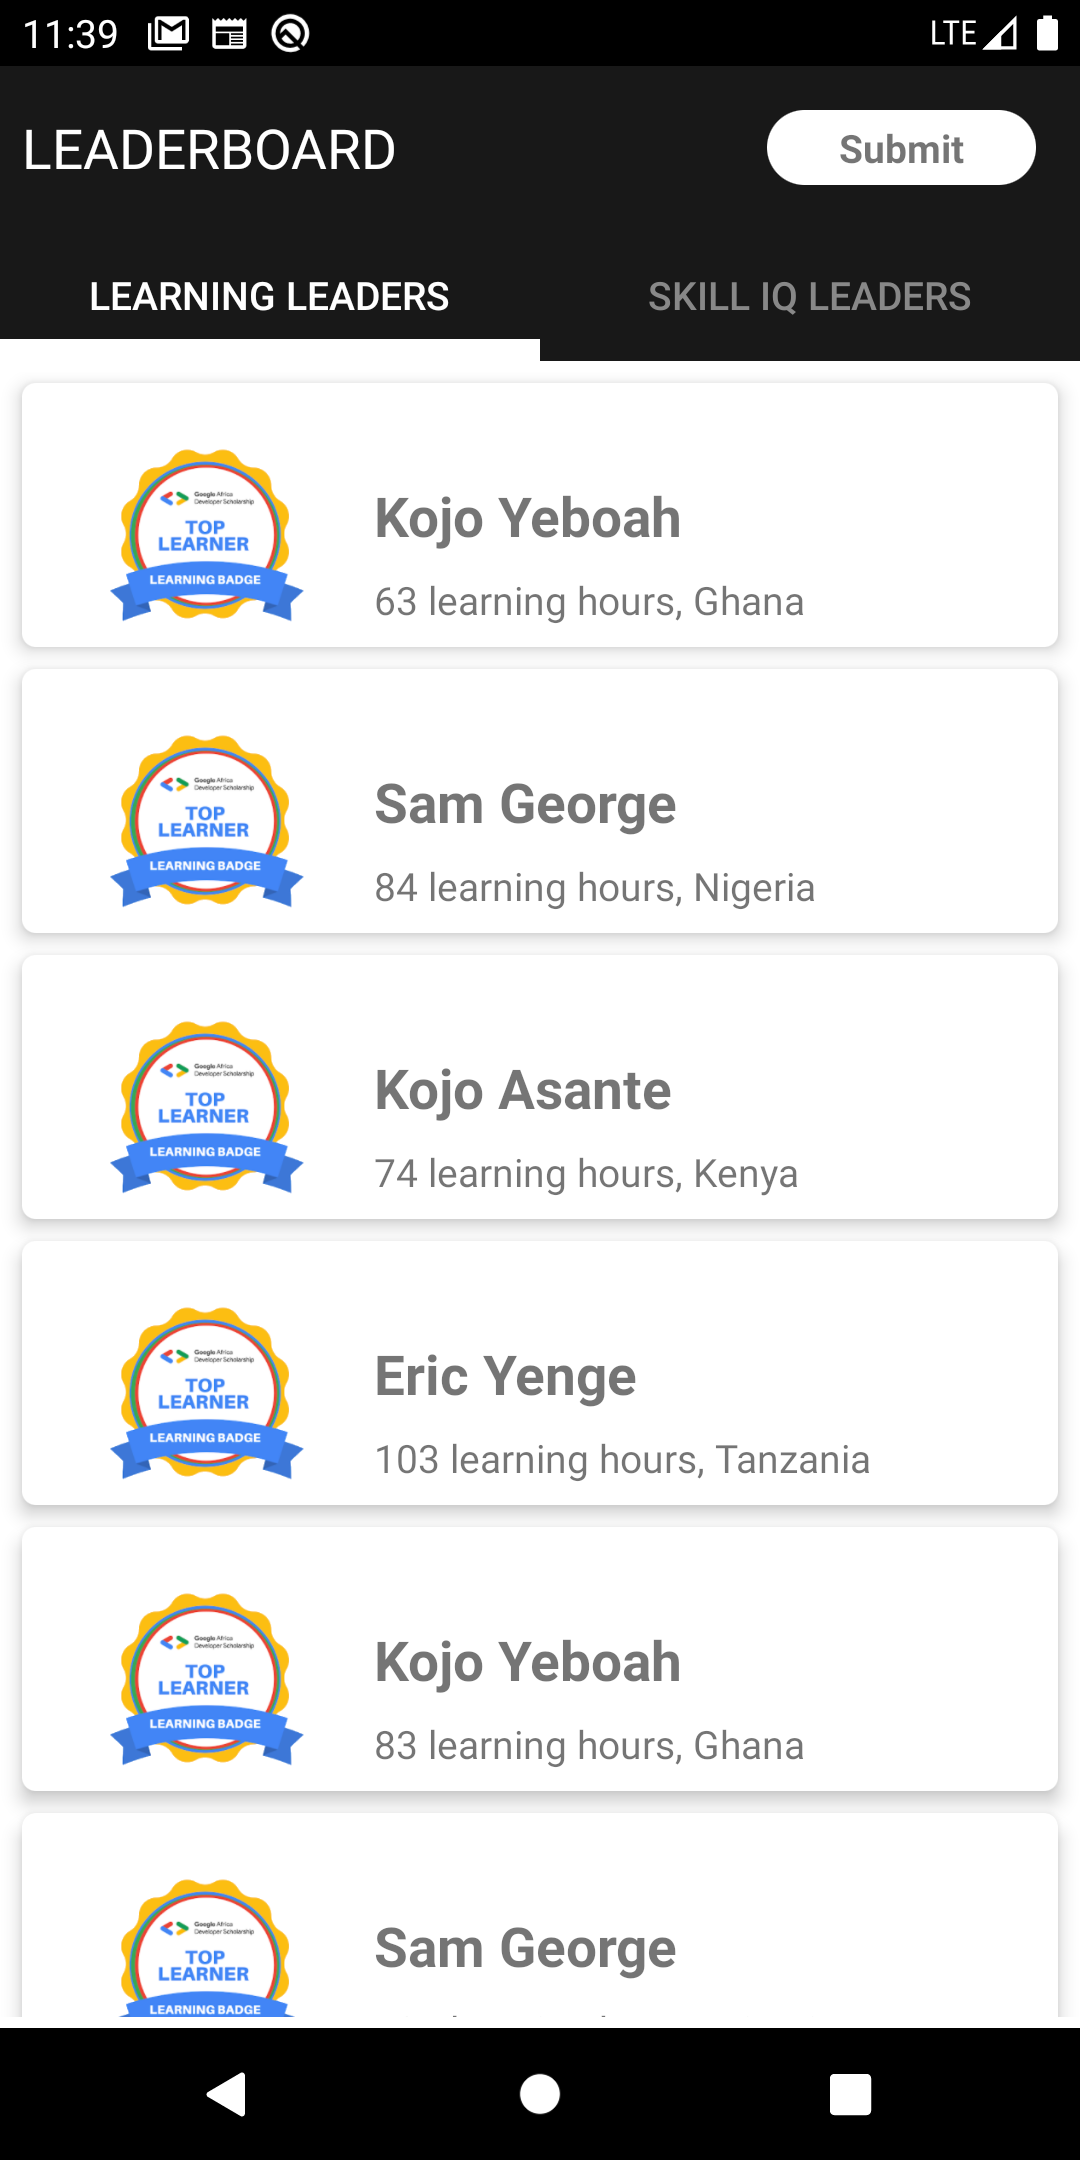 11:39
LTE
LEADERBOARD
Submit
LEARNING LEADERS
SKILL IQ LEADERS
Google Africa
Developer Scholarship
TOP
LEARNER
LEARNING BADGE
Kojo Yeboah
63 learning hours, Ghana
Google Africa
Developer Scholarship
TOP
LEARNER
LEARNING BADGE
Sam George
84 learning hours, Nigeria
Google Africa
Developer Scholarship
TOP
LEARNER
LEARNING BADGE
Kojo Asante
74 learning hours, Kenya
Google Africa
Developer Scholarship
TOP
LEARNER
LEARNING BADGE
Eric Yenge
103 learning hours, Tanzania
Google Africa
Developer Scholarship
TOP
LEARNER
LEARNING BADGE
Kojo Yeboah
83 learning hours, Ghana
Google Africa
Developer Scholarship
TOP
LEARNER
LEARNING BADGE
Sam George